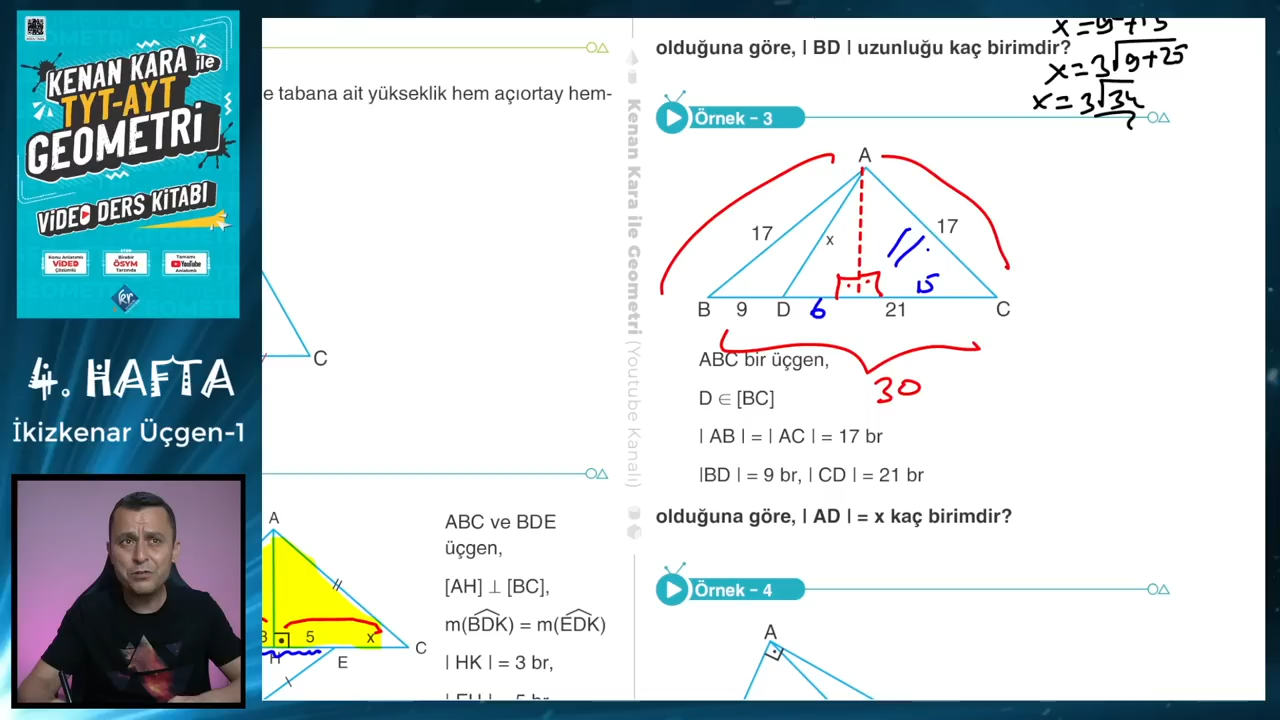 KENAN KARA ile
TYT-AYT
GEOMETRİ
VİDEO DERS KİTABI
4. HAFTA
İkizkenar Üçgen-1
e tabana ait yükseklik hem açıortay hem-
C
A
5
x
H
E
C
ABC ve BDE
üçgen,
[AH] ⊥ [BC],
m(BDK) = m(EDK)
| HK | = 3 br,
Kenan Kara ile Geometri (Youtube Kanalı)
olduğuna göre, | BD | uzunluğu kaç birimdir?
x = 3√9+25
x = 3√34
Örnek - 3
A
17
x
17
15
B 9 D 6 21 C
30
ABC bir üçgen,
D ∈ [BC]
| AB | = | AC | = 17 br
|BD | = 9 br, | CD | = 21 br
olduğuna göre, | AD | = x kaç birimdir?
Örnek - 4
A